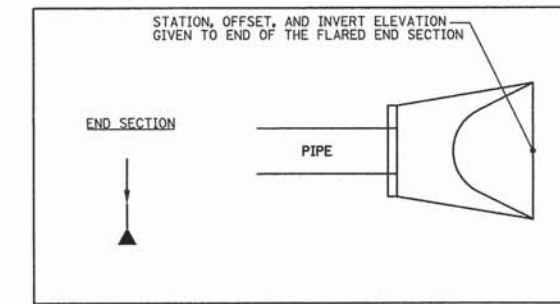 STATION, OFFSET, AND INVERT ELEVATION
GIVEN TO END OF THE FLARED END SECTION
END SECTION
PIPE